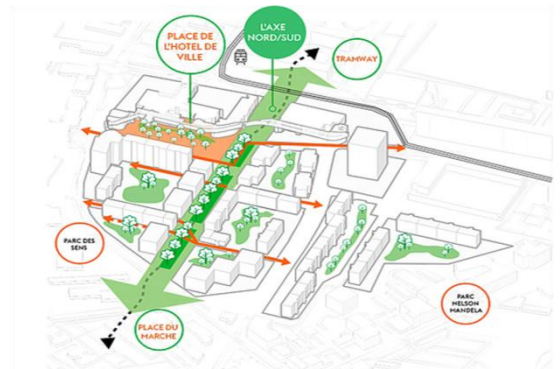 PLACE DE
L'HOTEL DE
VILLE
L'AXE
NORD/SUD
TRAMWAY
PARC DES
SENS
PLACE DU
MARCHE
PARC
NELSON
MANDELA